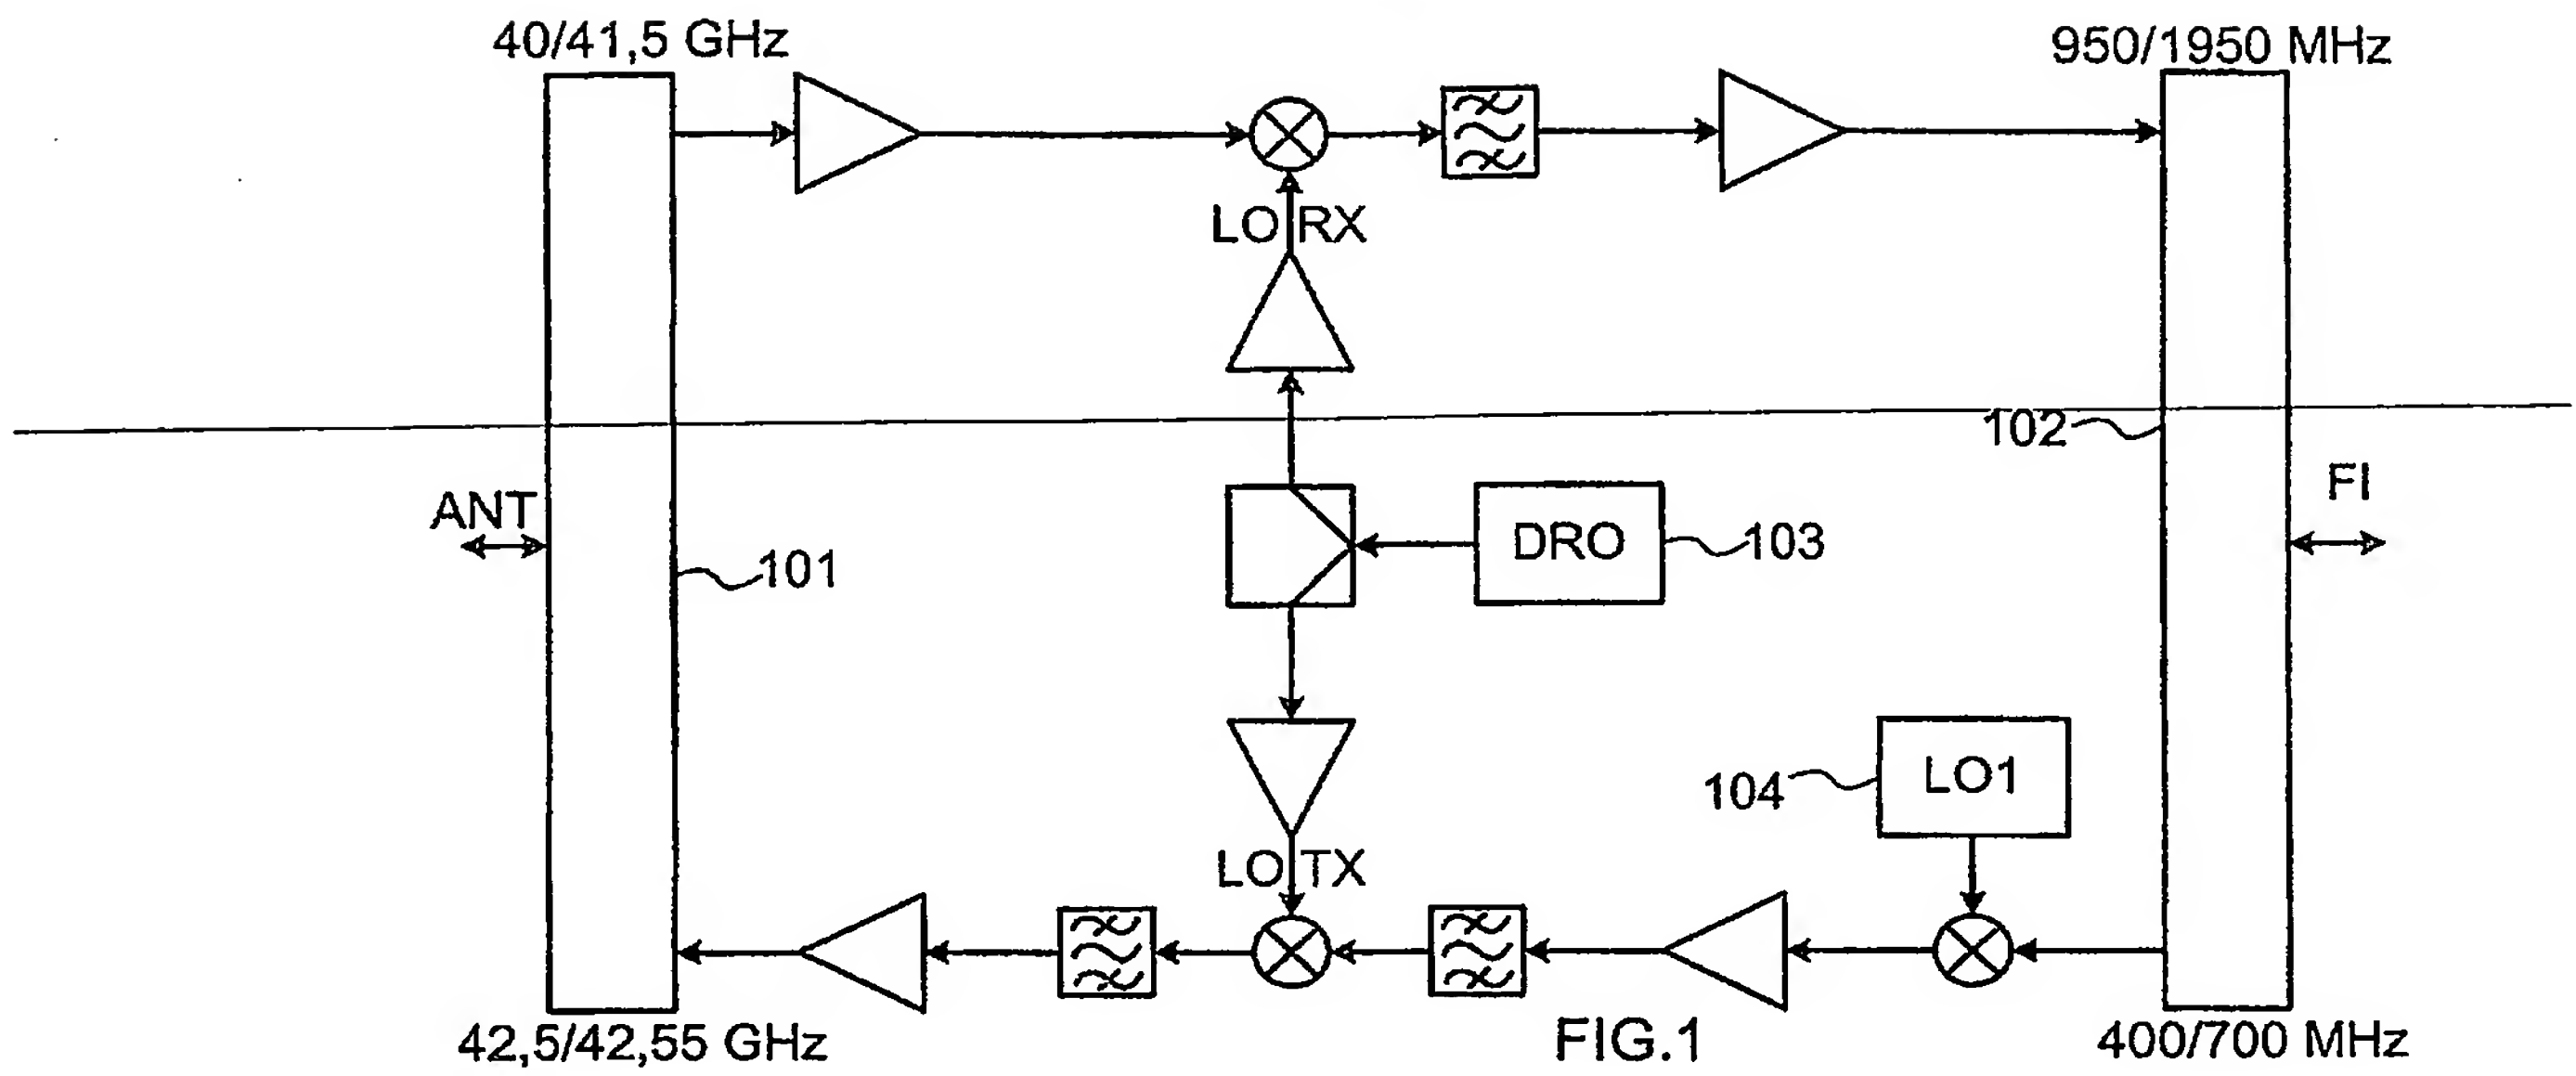 40/41,5 GHz
950/1950 MHz
LO RX
102
ANT
FI
DRO
103
101
104
LO1
LO TX
42,5/42,55 GHz
FIG.1
400/700 MHz